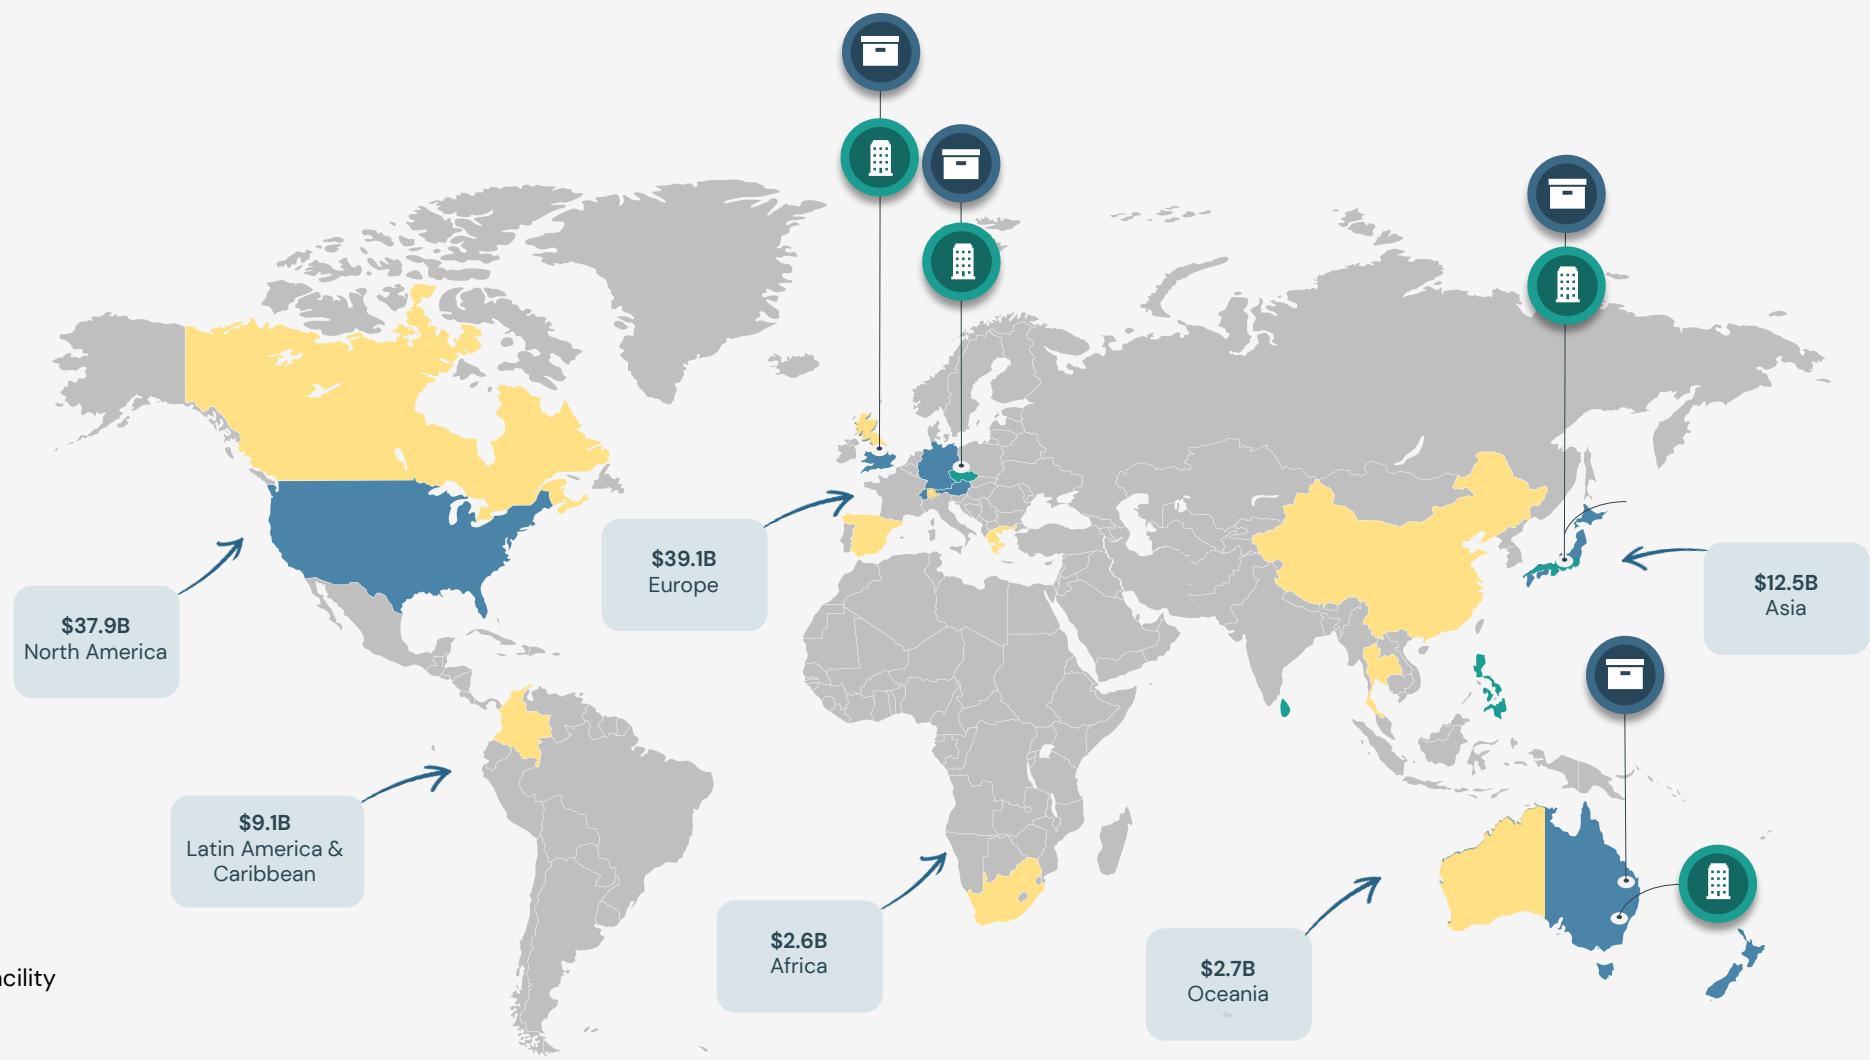 $39.1B
Europe
$12.5B
Asia
$37.9B
North America
$9.1B
Latin America &
Caribbean
$2.6B
Africa
$2.7B
Oceania
cility